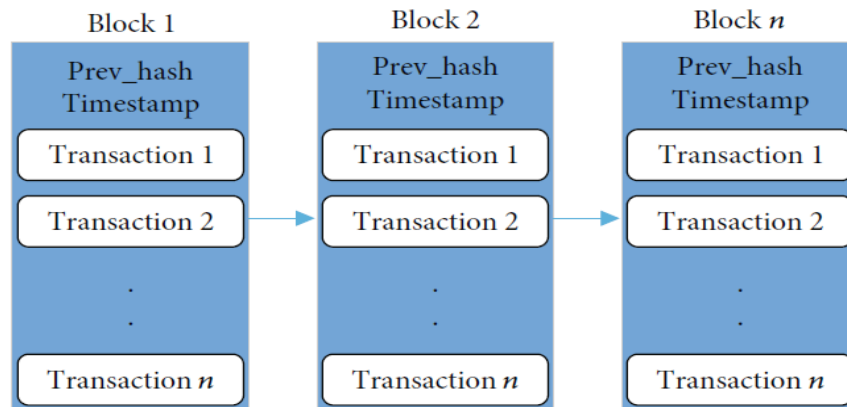 Block 1
Prev_hash
Timestamp
Transaction 1
Transaction 2
.
.
Transaction n
Block 2
Prev_hash
Timestamp
Transaction 1
Transaction 2
.
.
Transaction n
Block n
Prev_hash
Timestamp
Transaction 1
Transaction 2
.
.
Transaction n